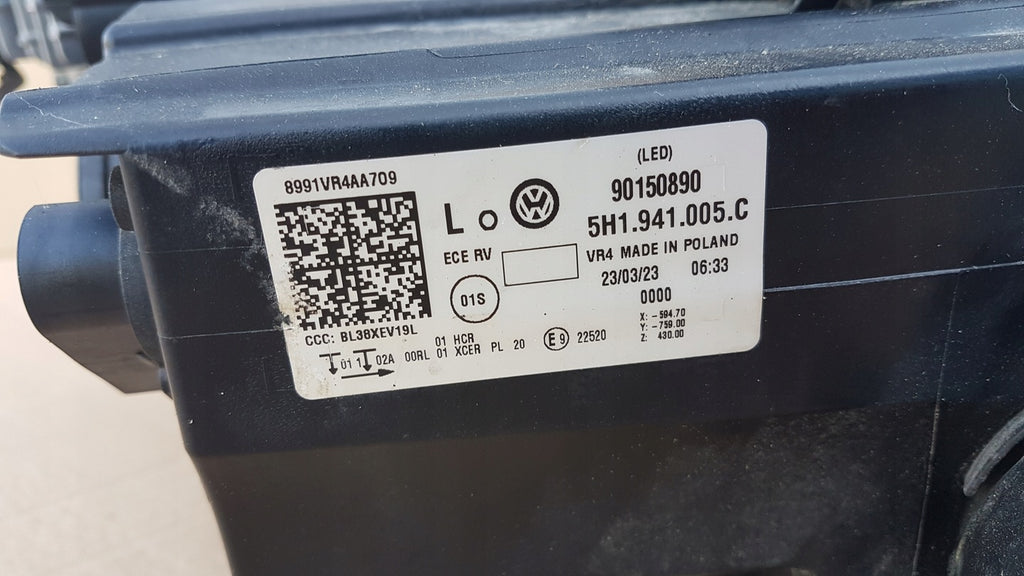 8991VR4AA709
(LED)
L o
90150890
5H1.941.005.C
ECE RV
VR4 MADE IN POLAND
23/03/23 06:33
01S
0000
X: -594.70
Y: -759.00
Z: 430.00
CCC: BL38XEV19L
01 HCR
01 1 02A 00RL 01 XCER PL 20 E9 22520